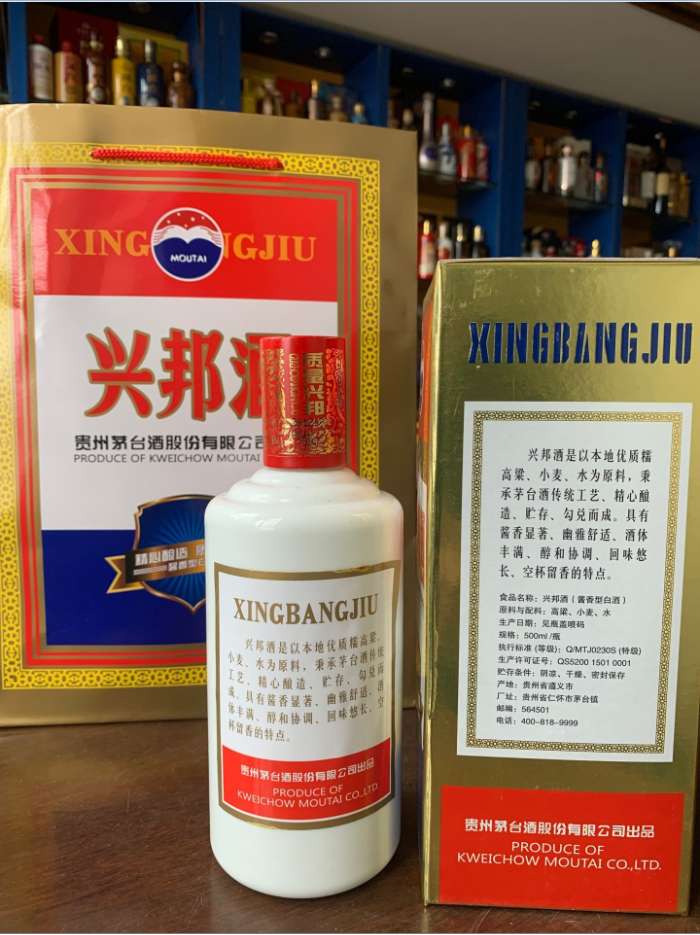 XING
NGJIU
MOUTAI
兴邦酒
贵州茅台酒股份有限公司
PRODUCE OF KWEICHOW MOUTAI
精心酿造
酱香型白
质量兴邦
XINGBANGJIU
兴邦酒是以本地优质糯高粱、
小麦、水为原料，秉承茅台酒传统
工艺、精心酿造、贮存、勾兑而
成。具有酱香显著、幽雅舒适、酒
体丰满、醇和协调、回味悠长、空
杯留香的特点。
贵州茅台酒股份有限公司出品
PRODUCE OF
KWEICHOW MOUTAI CO.,LTD.
XINGBANGJIU
兴邦酒是以本地优质糯
高粱、小麦、水为原料，秉
承茅台酒传统工艺、精心酿
造、贮存、勾兑而成。具有
酱香显著、幽雅舒适、酒体
丰满、醇和协调、回味悠
长、空杯留香的特点。
食品名称：兴邦酒（酱香型白酒）
原料与配料：高粱、小麦、水
生产日期：见瓶盖喷码
规格：500ml /瓶
执行标准 (等级)：Q/MTJ0230S (特级)
生产许可证号：QS5200 1501 0001
贮存条件：阴凉、干燥、密封保存
产地：贵州省遵义市
厂址：贵州省仁怀市茅台镇
邮编：564501
电话：400-818-9999
贵州茅台酒股份有限公司出品
PRODUCE OF
KWEICHOW MOUTAI CO.,LTD.